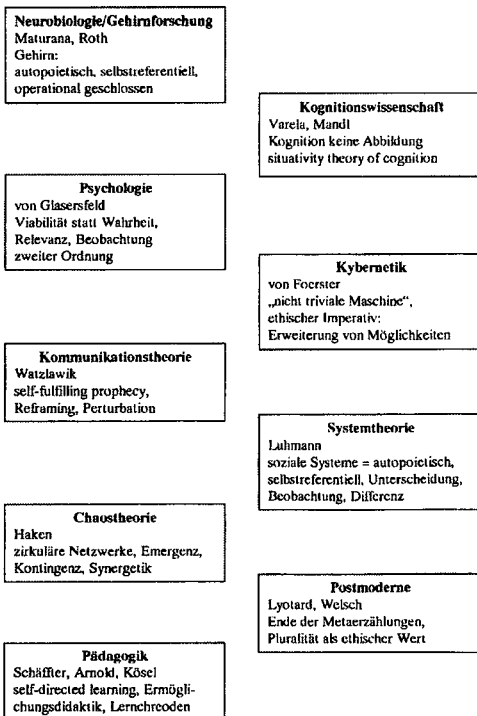 Neurobiologie/Gehirnforschung
Maturana, Roth
Gehirn:
autopoietisch, selbstreferentiell,
operational geschlossen
Kognitionswissenschaft
Varela, Mandl
Kognition keine Abbildung
situativity theory of cognition
Psychologie
von Glasersfeld
Viabilität statt Wahrheit,
Relevanz, Beobachtung
zweiter Ordnung
Kybernetik
von Foerster
„nicht triviale Maschine“,
ethischer Imperativ:
Erweiterung von Möglichkeiten
Kommunikationstheorie
Watzlawik
self-fulfilling prophecy,
Reframing, Perturbation
Systemtheorie
Luhmann
soziale Systeme = autopoietisch,
selbstreferentiell, Unterscheidung,
Beobachtung, Differenz
Chaostheorie
Haken
zirkuläre Netzwerke, Emergenz,
Kontingenz, Synergetik
Postmoderne
Lyotard, Welsch
Ende der Metaerzählungen,
Pluralität als ethischer Wert
Pädagogik
Schäffter, Arnold, Kösel
self-directed learning, Ermögli-
chungsdidaktik, Lernchreoden